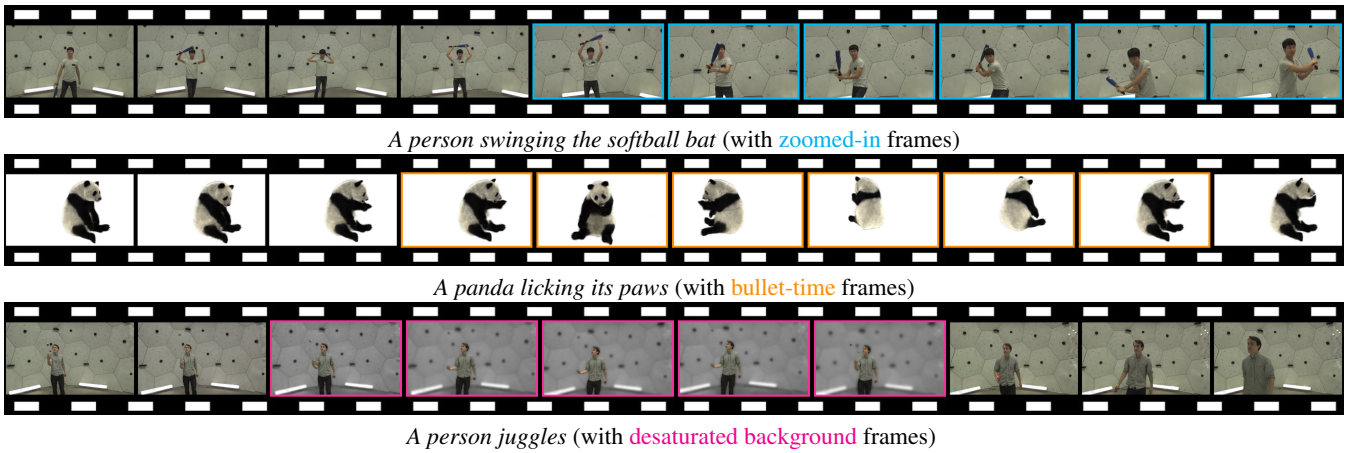 A person swinging the softball bat (with zoomed-in frames)
A panda licking its paws (with bullet-time frames)
A person juggles (with desaturated background frames)